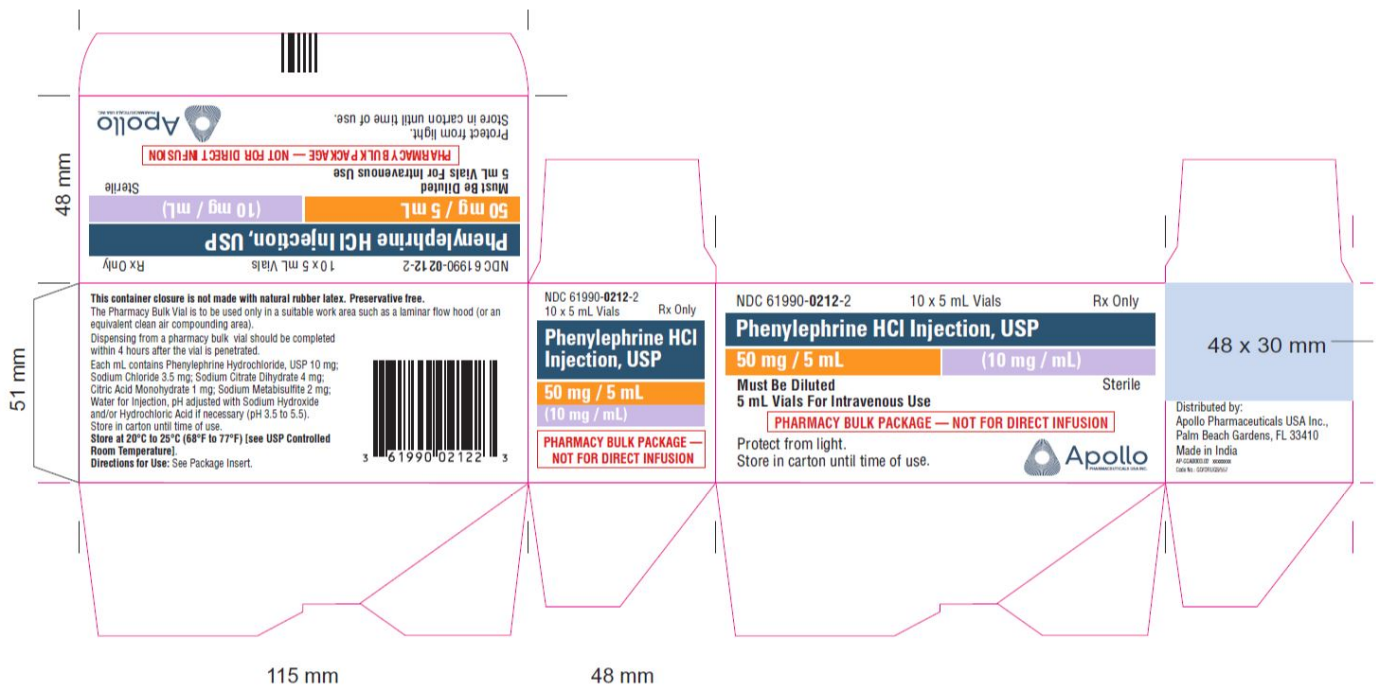 Apollo
PHARMACEUTICALS USA INC.
Protect from light.
Store in carton until time of use.
PHARMACY BULK PACKAGE — NOT FOR DIRECT INFUSION
5 mL Vials For Intravenous Use
Must Be Diluted
Sterile
50 mg / 5 mL
(10 mg / mL)
Phenylephrine HCl Injection, USP
NDC 61990-0212-2
10 x 5 mL Vials
Rx Only
48 mm
51 mm
This container closure is not made with natural rubber latex. Preservative free.
The Pharmacy Bulk Vial is to be used only in a suitable work area such as a laminar flow hood (or an
equivalent clean air compounding area).
Dispensing from a pharmacy bulk vial should be completed
within 4 hours after the vial is penetrated.
Each mL contains Phenylephrine Hydrochloride, USP 10 mg;
Sodium Chloride 3.5 mg; Sodium Citrate Dihydrate 4 mg;
Citric Acid Monohydrate 1 mg; Sodium Metabisulfite 2 mg;
Water for Injection, pH adjusted with Sodium Hydroxide
and/or Hydrochloric Acid if necessary (pH 3.5 to 5.5).
Store in carton until time of use.
Store at 20°C to 25°C (68°F to 77°F) [see USP Controlled
Room Temperature].
Directions for Use: See Package Insert.
3 61990 02122 3
NDC 61990-0212-2
10 x 5 mL Vials Rx Only
Phenylephrine HCl
Injection, USP
50 mg / 5 mL
(10 mg / mL)
PHARMACY BULK PACKAGE —
NOT FOR DIRECT INFUSION
NDC 61990-0212-2 10 x 5 mL Vials Rx Only
Phenylephrine HCl Injection, USP
50 mg / 5 mL (10 mg / mL)
Must Be Diluted Sterile
5 mL Vials For Intravenous Use
PHARMACY BULK PACKAGE — NOT FOR DIRECT INFUSION
Protect from light.
Store in carton until time of use.
Apollo
PHARMACEUTICALS USA INC.
48 x 30 mm
Distributed by:
Apollo Pharmaceuticals USA Inc.,
Palm Beach Gardens, FL 33410
Made in India
Code No.:
115 mm
48 mm